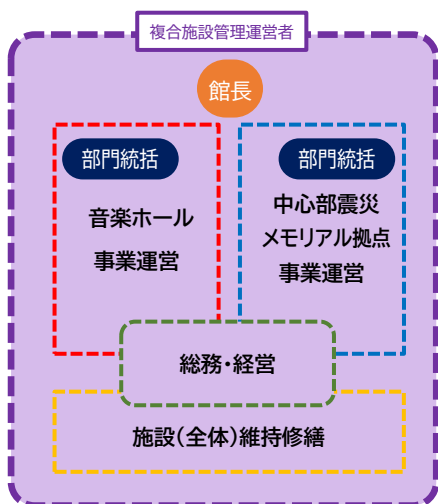 複合施設管理運営者
館長
部門統括
音楽ホール
事業運営
部門統括
中心部震災
メモリアル拠点
事業運営
総務・経営
施設(全体)維持修繕